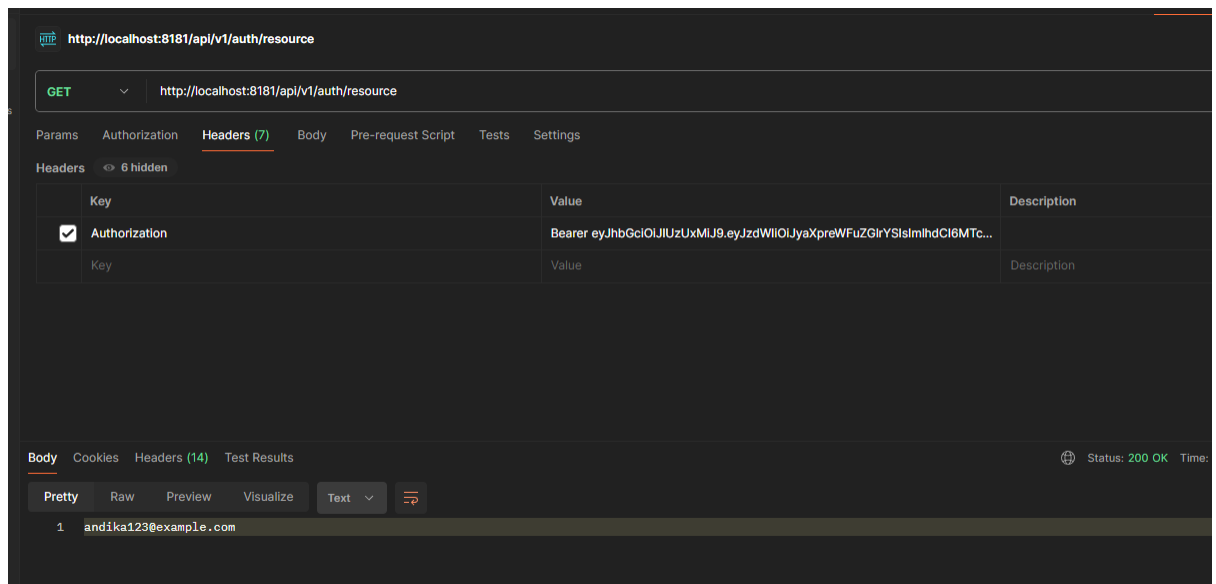 HTTP http://localhost:8181/api/v1/auth/resource
GET http://localhost:8181/api/v1/auth/resource
s
Params Authorization Headers (7) Body Pre-request Script Tests Settings
Headers 6 hidden
Key Value Description
Authorization Bearer eyJhbGciOiJIUzUxMiJ9.eyJzdWIiOiJyaXpreWFuZGlrYSIsImlhdCI6MTc...
Key Value Description
Body Cookies Headers (14) Test Results Status: 200 OK Time:
Pretty Raw Preview Visualize Text
1 andika123@example.com